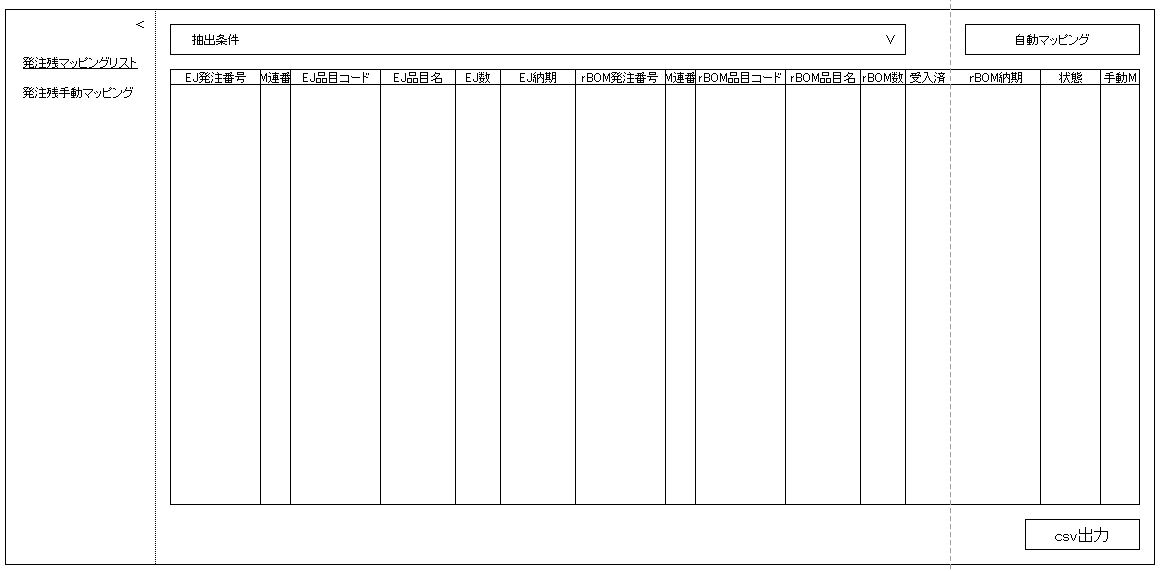 <
発注残マッピングリスト
発注残手動マッピング
抽出条件 ∨
自動マッピング
EJ発注番号 M連番 EJ品目コード EJ品目名 EJ数 EJ納期 rBOM発注番号 M連番 rBOM品目コード rBOM品目名 rBOM数 受入済 rBOM納期 状態 手動M
csv出力